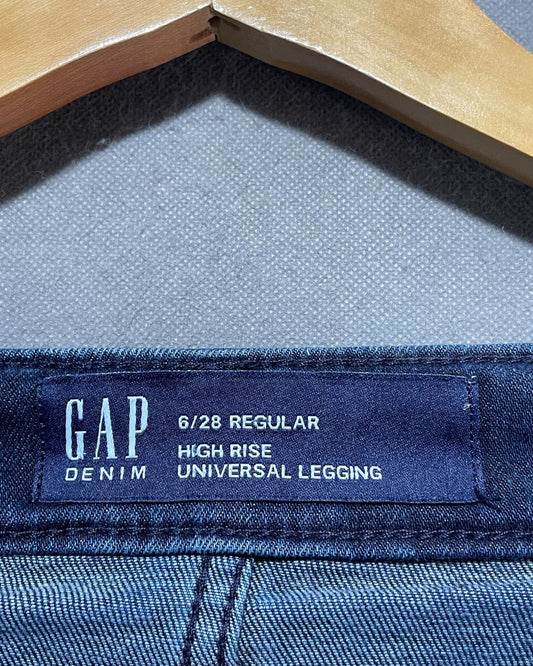 GAP
DENIM
6/28 REGULAR
HIGH RISE
UNIVERSAL LEGGING